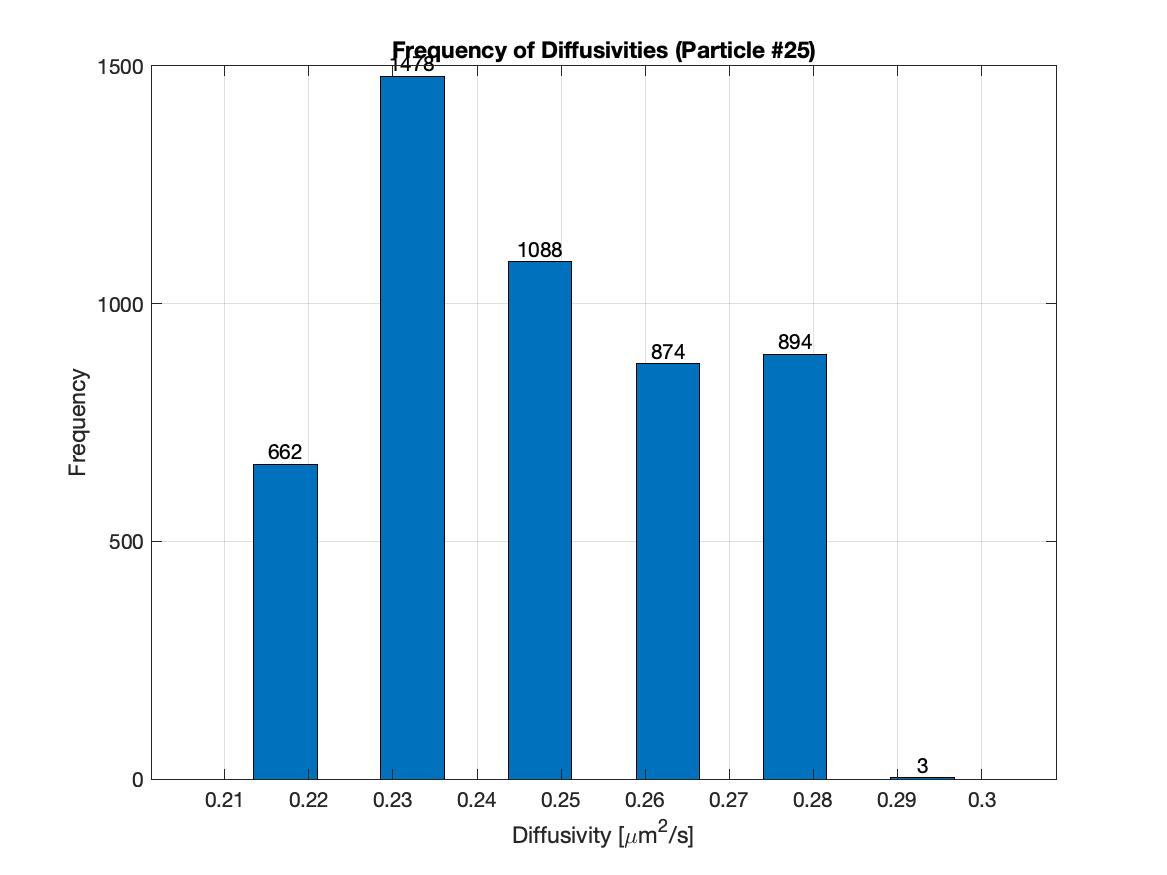 Frequency of Diffusivities (Particle #25)
1500
1478
1088
1000
894
874
Frequency
662
500
3
0
0.21 0.22 0.23 0.24 0.25 0.26 0.27 0.28 0.29 0.3
Diffusivity [μm²/s]